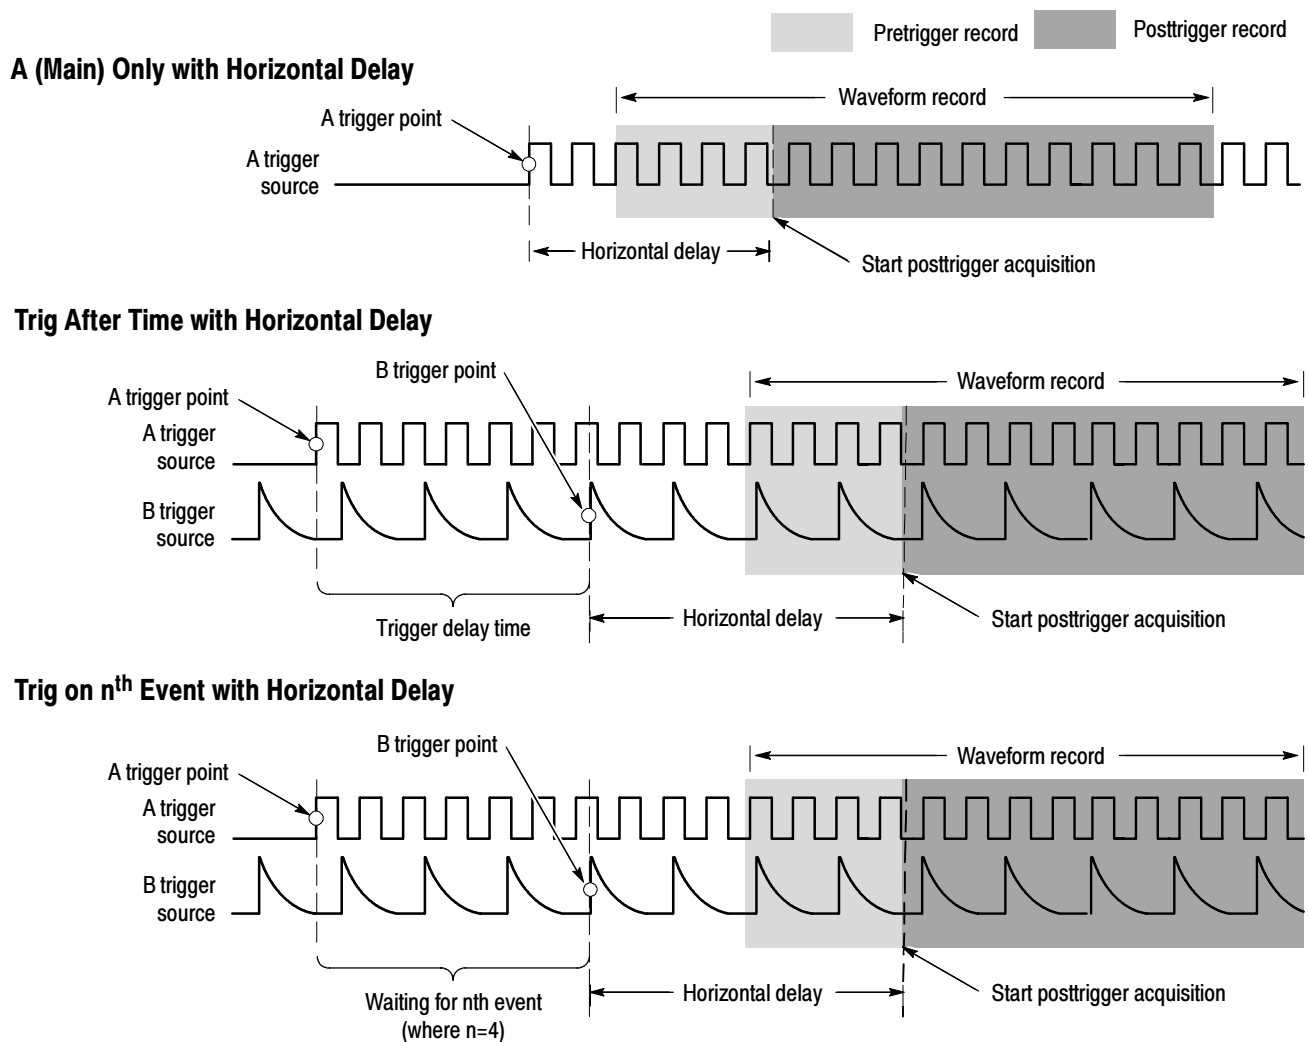 Pretrigger record
Posttrigger record
A (Main) Only with Horizontal Delay
Waveform record
A trigger point
A trigger
source
Horizontal delay
Start posttrigger acquisition
Trig After Time with Horizontal Delay
B trigger point
Waveform record
A trigger point
A trigger
source
B trigger
source
Trigger delay time
Horizontal delay
Start posttrigger acquisition
Trig on nth Event with Horizontal Delay
B trigger point
Waveform record
A trigger point
A trigger
source
B trigger
source
Waiting for nth event
(where n=4)
Horizontal delay
Start posttrigger acquisition